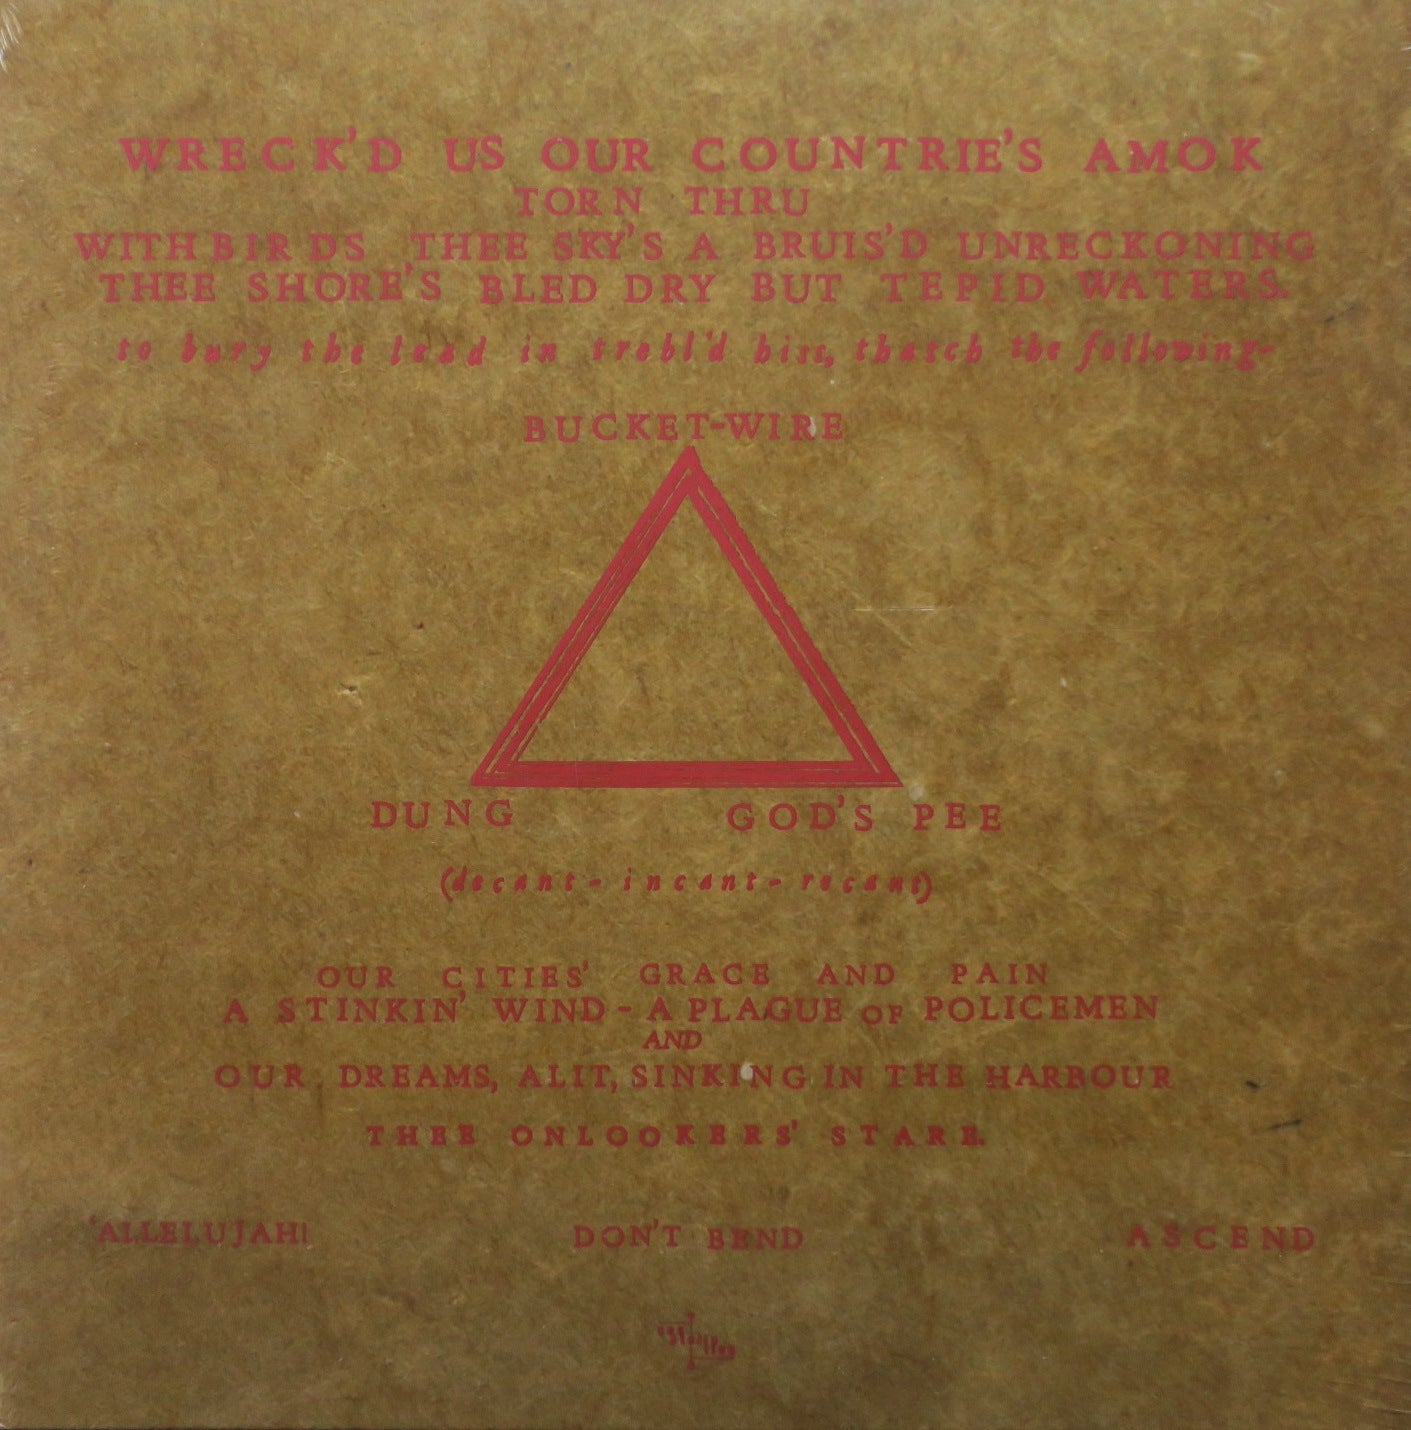 WRECK'D US OUR COUNTRIE'S AMOK
TORN THRU
WITH BIRDS THEE SKY'S A BRUIS'D UNRECKONING
THEE SHORE'S BLED DRY BUT TEPID WATERS.
to bury the lead in trebl'd hiss, thatch the following-
BUCKET-WIRE
DUNG GOD'S PEE
(decant - incant - recant)
OUR CITIES' GRACE AND PAIN
A STINKIN' WIND - A PLAGUE OF POLICEMEN
AND
OUR DREAMS, ALIT, SINKING IN THE HARBOUR
THEE ONLOOKERS' STARE.
'ALLELUJAH! DON'T BEND ASCEND